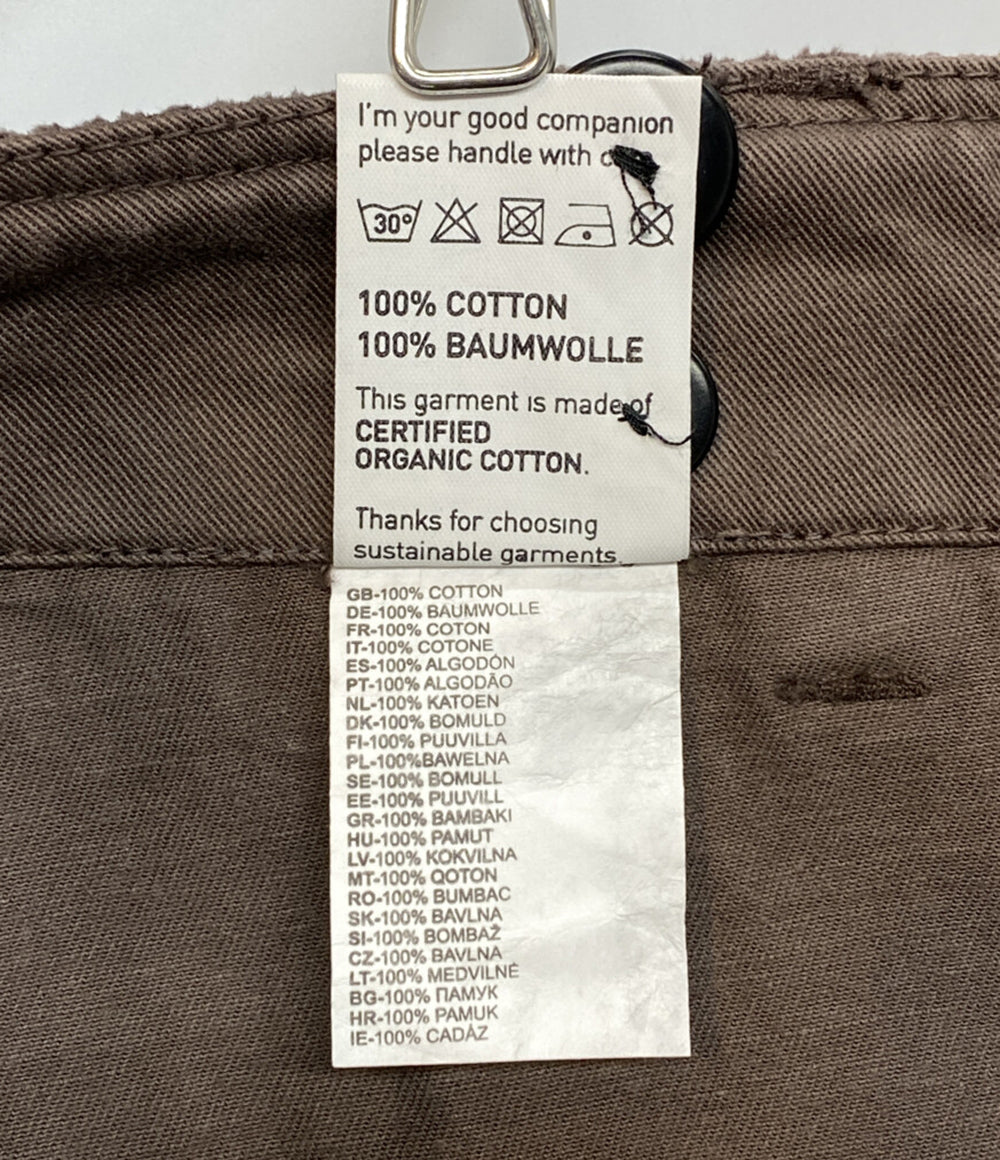 I'm your good companion
please handle with
30°
100% COTTON
100% BAUMWOLLE
This garment is made of
CERTIFIED
ORGANIC COTTON.
Thanks for choosing
sustainable garments.
GB-100% COTTON
DE-100% BAUMWOLLE
FR-100% COTON
IT-100% COTONE
ES-100% ALGODÓN
PT-100% ALGODÃO
NL-100% KATOEN
DK-100% BOMULD
FI-100% PUUVILLA
PL-100%BAWELNA
SE-100% BOMULL
EE-100% PUUVILL
GR-100% BAMBAKI
HU-100% PAMUT
LV-100% KOKVILNA
MT-100% QOTON
RO-100% BUMBAC
SK-100% BAVLNA
SI-100% BOMBAŽ
CZ-100% BAVLNA
LT-100% MEDVILNĖ
BG-100% ПАМУК
HR-100% PAMUK
IE-100% CADÁZ